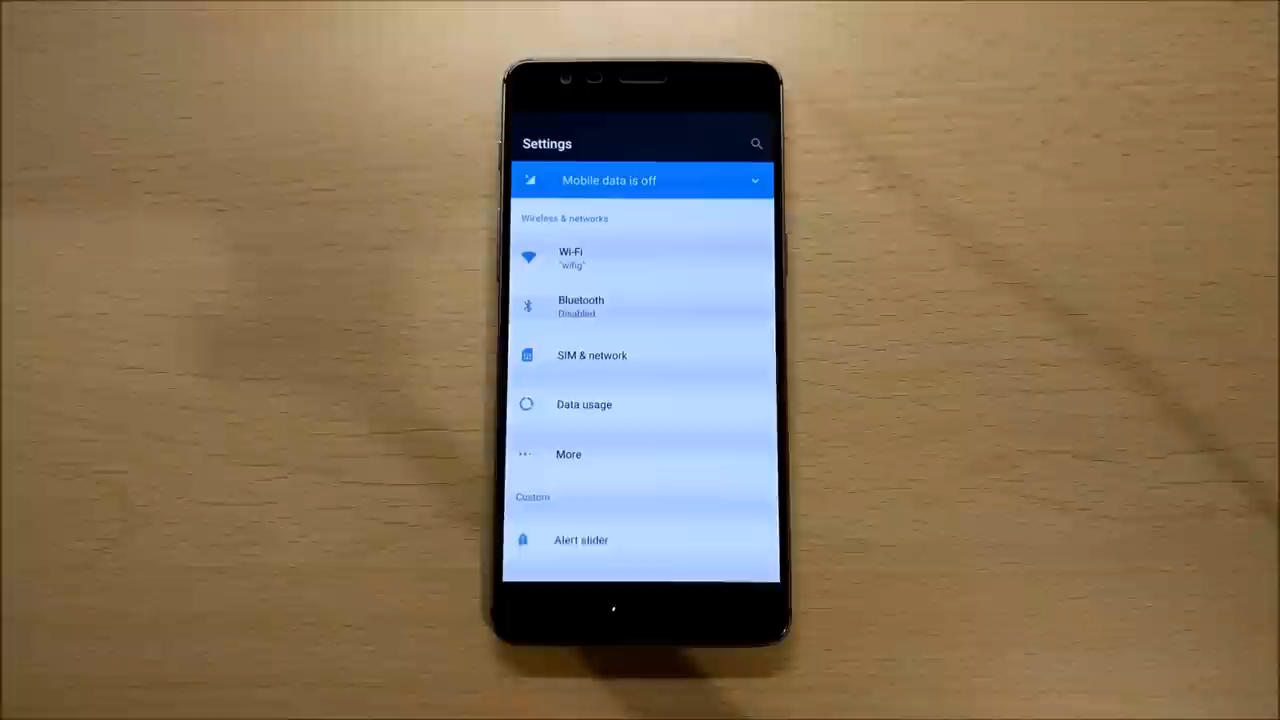 Settings
Mobile data is off
Wireless & networks
Wi-Fi
"wifig"
Bluetooth
Disabled
SIM & network
Data usage
More
Custom
Alert slider